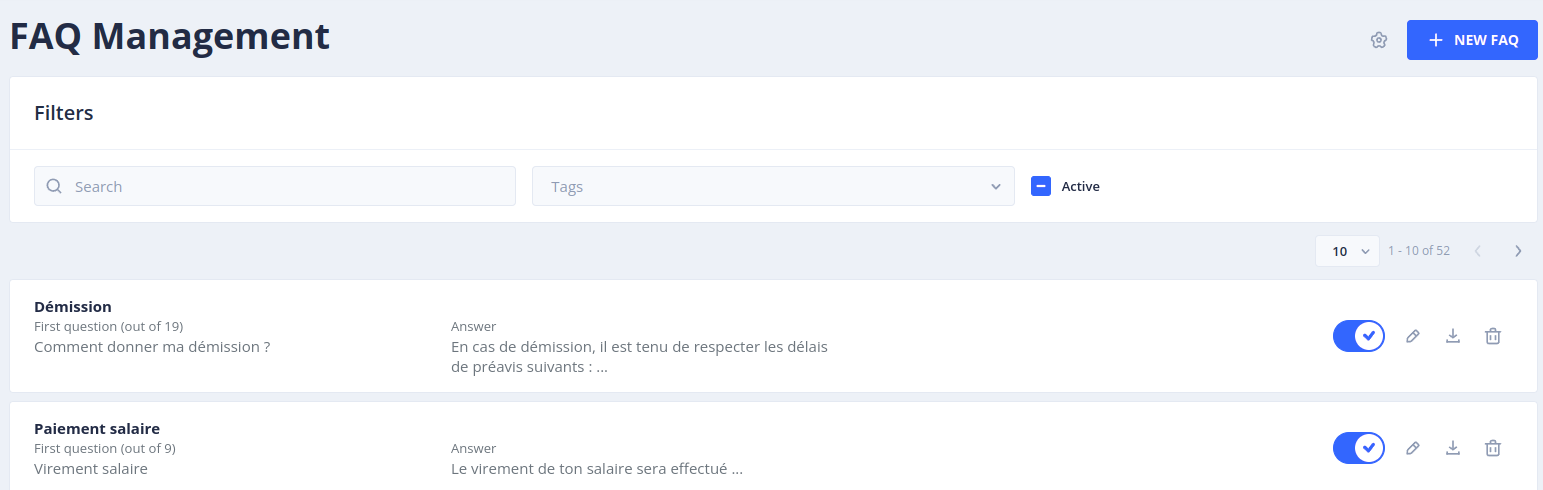 FAQ Management
NEW FAQ
Filters
Search
Tags
Active
10
1 - 10 of 52
Démission
First question (out of 19)
Comment donner ma démission ?
Answer
En cas de démission, il est tenu de respecter les délais
de préavis suivants : ...
Paiement salaire
First question (out of 9)
Virement salaire
Answer
Le virement de ton salaire sera effectué ...